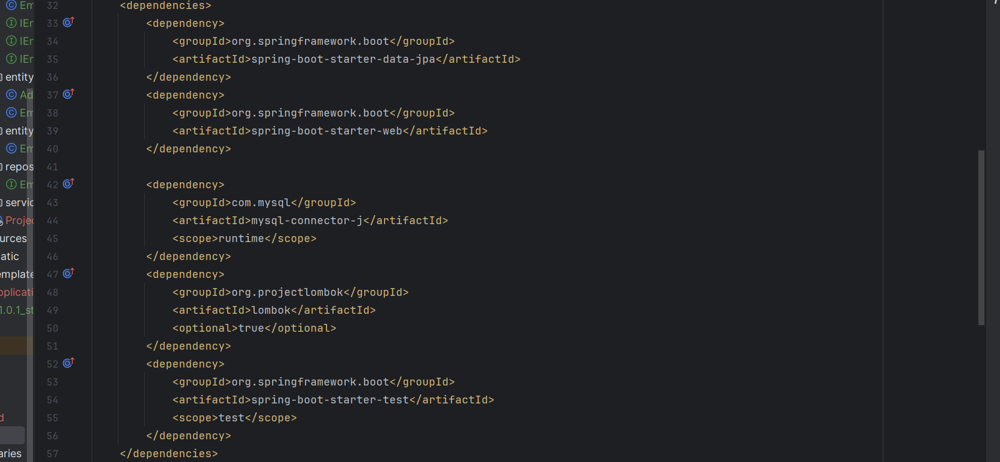 Em
IEm
IEm
IEm
entity
Ad
Em
entity
Em
repos
Em
servic
Projec
urces
atic
emplate
pplicati
1.0.1_st
d
aries
32 <dependencies>
33 <dependency>
34 <groupId>org.springframework.boot</groupId>
35 <artifactId>spring-boot-starter-data-jpa</artifactId>
36 </dependency>
37 <dependency>
38 <groupId>org.springframework.boot</groupId>
39 <artifactId>spring-boot-starter-web</artifactId>
40 </dependency>
41
42 <dependency>
43 <groupId>com.mysql</groupId>
44 <artifactId>mysql-connector-j</artifactId>
45 <scope>runtime</scope>
46 </dependency>
47 <dependency>
48 <groupId>org.projectlombok</groupId>
49 <artifactId>lombok</artifactId>
50 <optional>true</optional>
51 </dependency>
52 <dependency>
53 <groupId>org.springframework.boot</groupId>
54 <artifactId>spring-boot-starter-test</artifactId>
55 <scope>test</scope>
56 </dependency>
57 </dependencies>